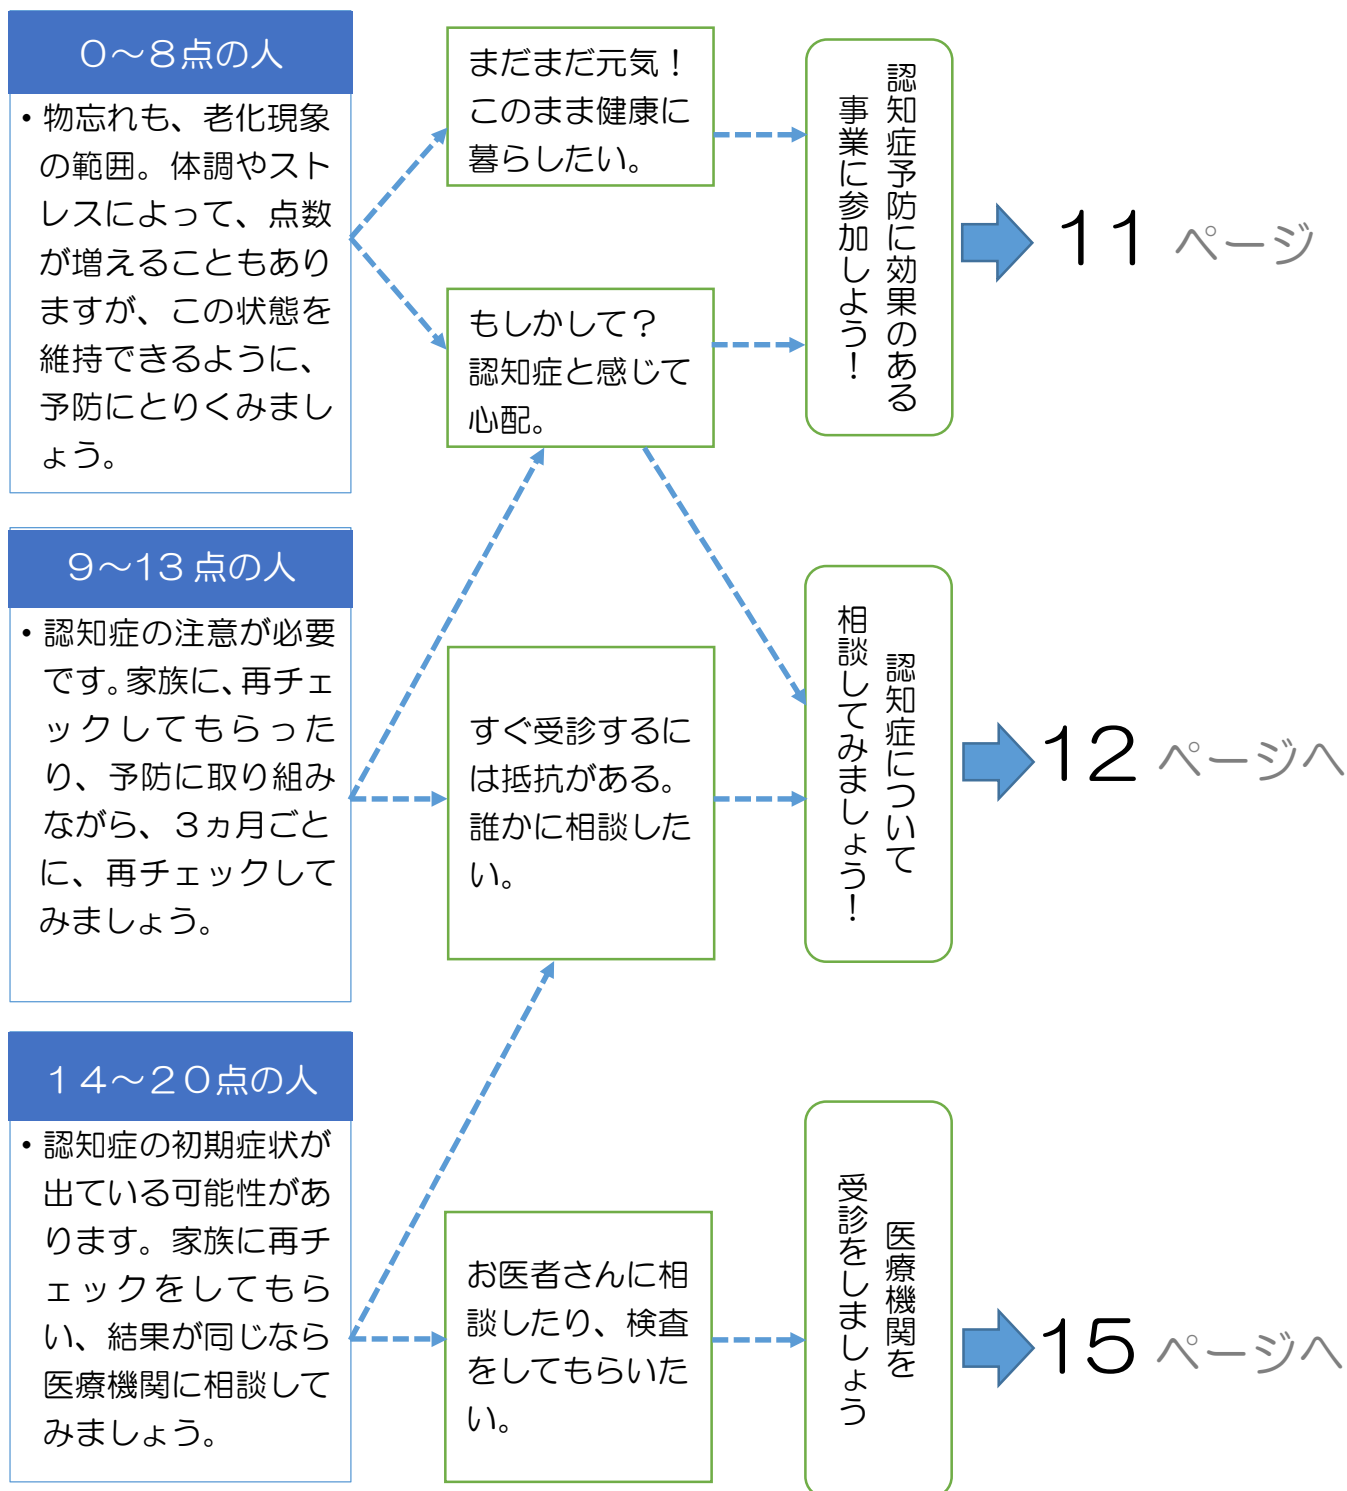 ０～８点の人
・物忘れも、老化現象
の範囲。体調やスト
レスによって、点数
が増えることもあり
ますが、この状態を
維持できるように、
予防にとりくみまし
ょう。
まだまだ元気！
このまま健康に
暮らしたい。
もしかして？
認知症と感じて
心配。
認知症予防に効果のある
事業に参加しよう！
11 ページ
９～13 点の人
・認知症の注意が必要
です。家族に、再チェ
ックしてもらった
り、予防に取り組み
ながら、３ヵ月ごと
に、再チェックして
みましょう。
すぐ受診するに
は抵抗がある。
誰かに相談した
い。
認知症について
相談してみましょう！
12 ページへ
１４～２０点の人
・認知症の初期症状が
出ている可能性があ
ります。家族に再チ
ェックをしてもら
い、結果が同じなら
医療機関に相談して
みましょう。
お医者さんに相
談したり、検査
をしてもらいた
い。
医療機関を
受診をしましょう
15 ページへ